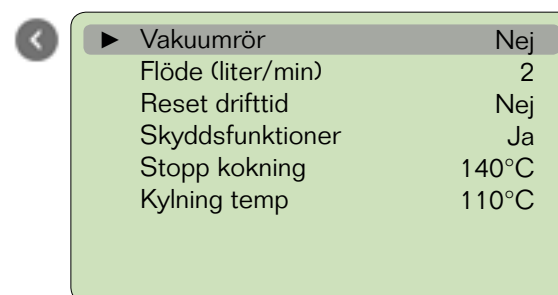 ► Vakuumrör Nej
Flöde (liter/min) 2
Reset drifttid Nej
Skyddsfunktioner Ja
Stopp kokning 140°C
Kylning temp 110°C